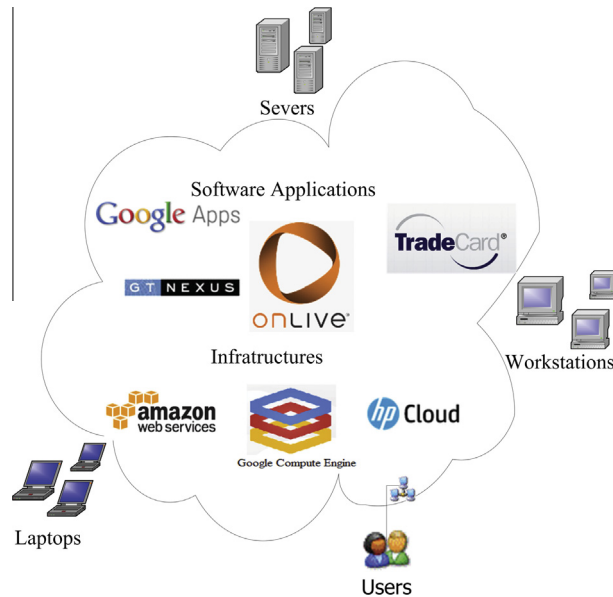 Severs
Software Applications
Google Apps
TradeCard®
GT NEXUS
onLIVE
Infratructures
Workstations
amazon
web services
hp Cloud
Google Compute Engine
Laptops
Users